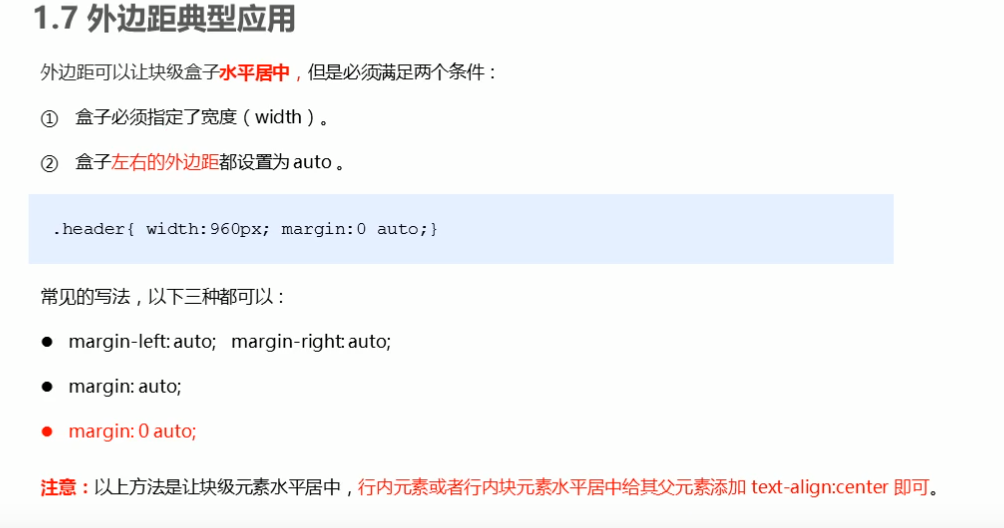 1.7 外边距典型应用
外边距可以让块级盒子水平居中，但是必须满足两个条件：
① 盒子必须指定了宽度（width）。
② 盒子左右的外边距都设置为 auto 。
.header{ width:960px; margin:0 auto;}
常见的写法，以下三种都可以：
● margin-left: auto; margin-right: auto;
● margin: auto;
● margin: 0 auto;
注意：以上方法是让块级元素水平居中，行内元素或者行内块元素水平居中给其父元素添加 text-align:center 即可。